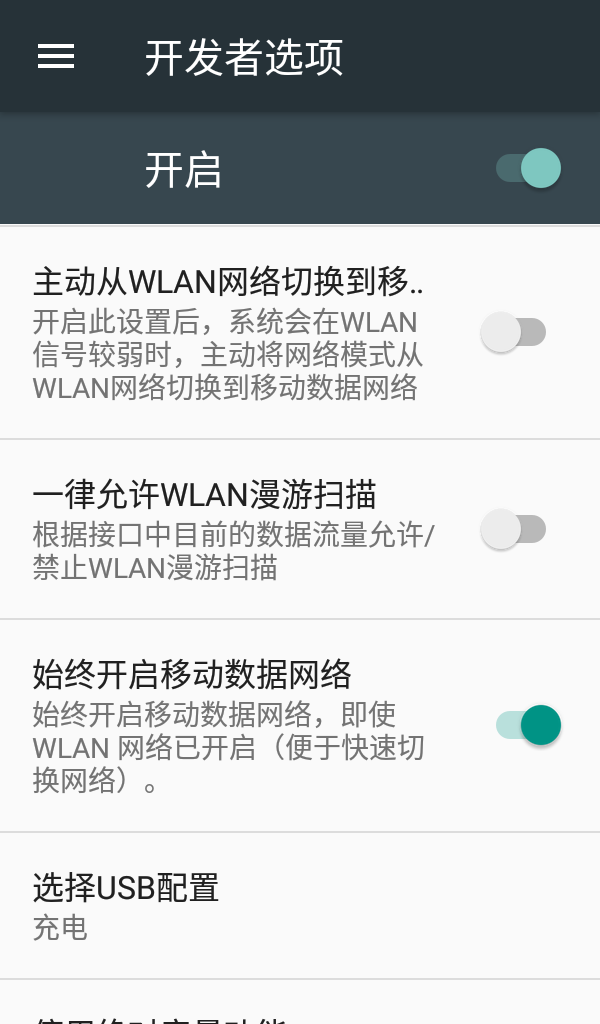 开发者选项
开启
主动从WLAN网络切换到移..
开启此设置后，系统会在WLAN
信号较弱时，主动将网络模式从
WLAN网络切换到移动数据网络
一律允许WLAN漫游扫描
根据接口中目前的数据流量允许/
禁止WLAN漫游扫描
始终开启移动数据网络
始终开启移动数据网络，即使
WLAN 网络已开启（便于快速切
换网络）。
选择USB配置
充电